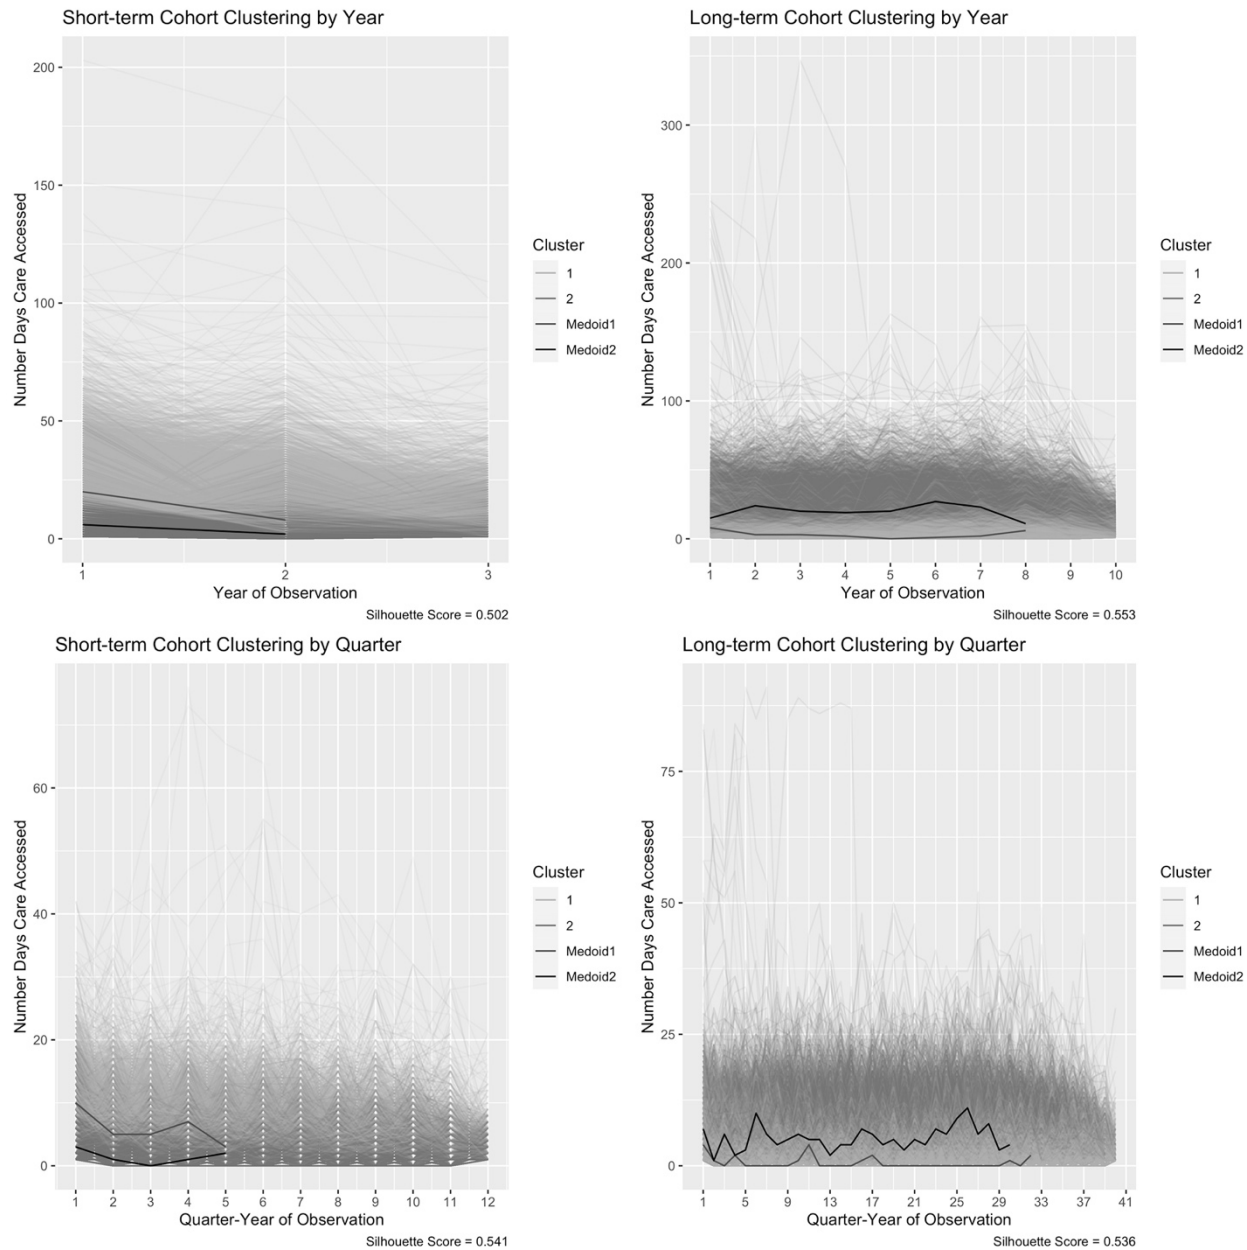 Short-term Cohort Clustering by Year
Number Days Care Accessed
200
150
100
50
0
1 2 3
Year of Observation
Cluster
1
2
Medoid1
Medoid2
Silhouette Score = 0.502
Long-term Cohort Clustering by Year
Number Days Care Accessed
300
200
100
0
1 2 3 4 5 6 7 8 9 10
Year of Observation
Cluster
1
2
Medoid1
Medoid2
Silhouette Score = 0.553
Short-term Cohort Clustering by Quarter
Number Days Care Accessed
60
40
20
0
1 2 3 4 5 6 7 8 9 10 11 12
Quarter-Year of Observation
Cluster
1
2
Medoid1
Medoid2
Silhouette Score = 0.541
Long-term Cohort Clustering by Quarter
Number Days Care Accessed
75
50
25
0
1 5 9 13 17 21 25 29 33 37 41
Quarter-Year of Observation
Cluster
1
2
Medoid1
Medoid2
Silhouette Score = 0.536